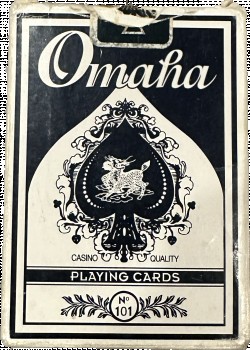 Omaha
CASINO QUALITY
PLAYING CARDS
Nº
101